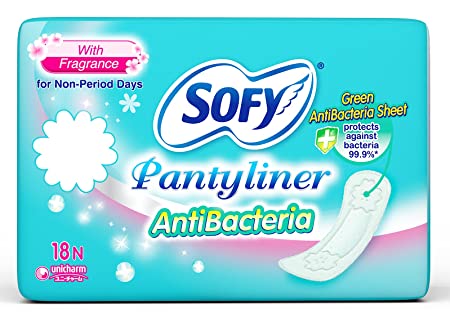 With
Fragrance
for Non-Period Days
SOFY®
Green
AntiBacteria Sheet
protects
against
bacteria
99.9%*
Pantyliner
AntiBacteria
18N
unicharm
ユニ・チャーム